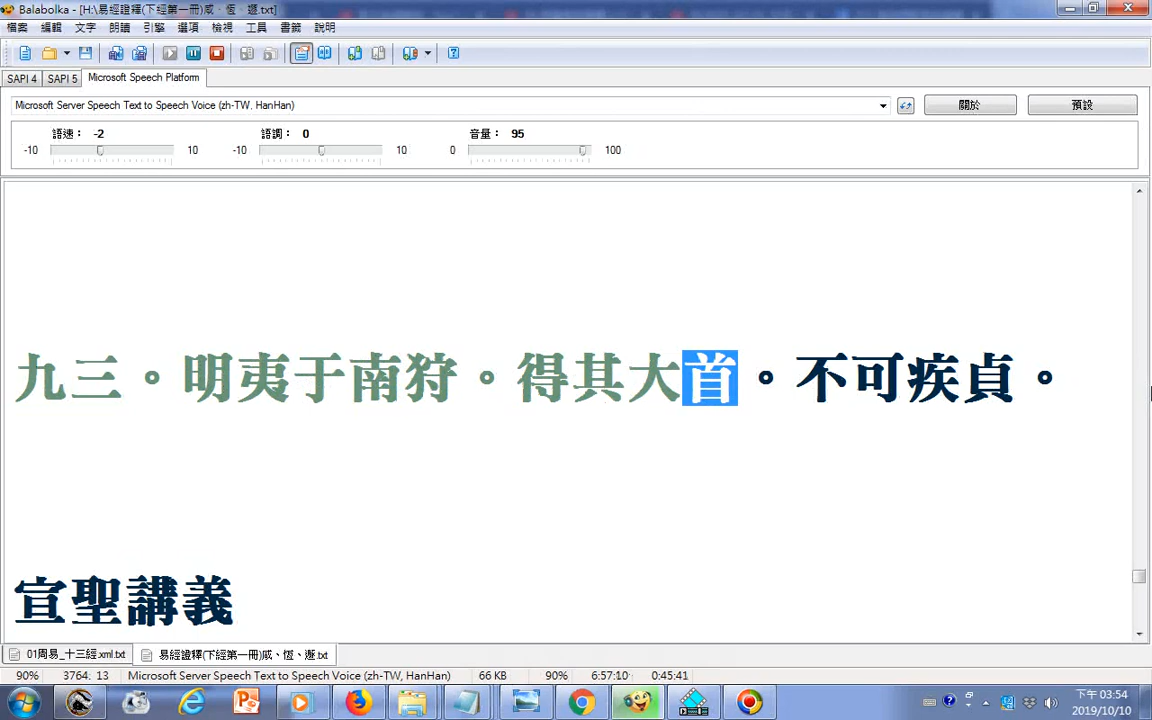 Balabolka - [H:\易經證釋(下經第一冊)咸、恆、遯.txt]
檔案 編輯 文字 朗讀 引擎 選項 檢視 工具 書籤 說明
SAPI 4 SAPI 5 Microsoft Speech Platform
Microsoft Server Speech Text to Speech Voice (zh-TW, HanHan) 關於 預設
語速： -2 語調： 0 音量： 95
-10 10 -10 10 0 100
九三。明夷于南狩。得其大首。不可疾貞。
宣聖講義
01周易_十三經.xml.txt 易經證釋(下經第一冊)咸、恆、遯.txt
90% 3764: 13 Microsoft Server Speech Text to Speech Voice (zh-TW, HanHan) 66 KB 90% 6:57:10 0:45:41
下午 03:54
2019/10/10